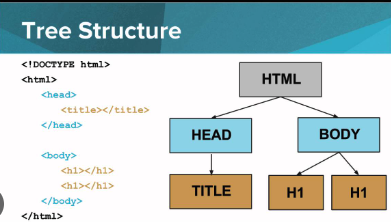 Tree Structure
<!DOCTYPE html>
<html>
<head>
<title></title>
</head>
<body>
<h1></h1>
<h1></h1>
</body>
</html>
HTML
HEAD
BODY
TITLE
H1
H1